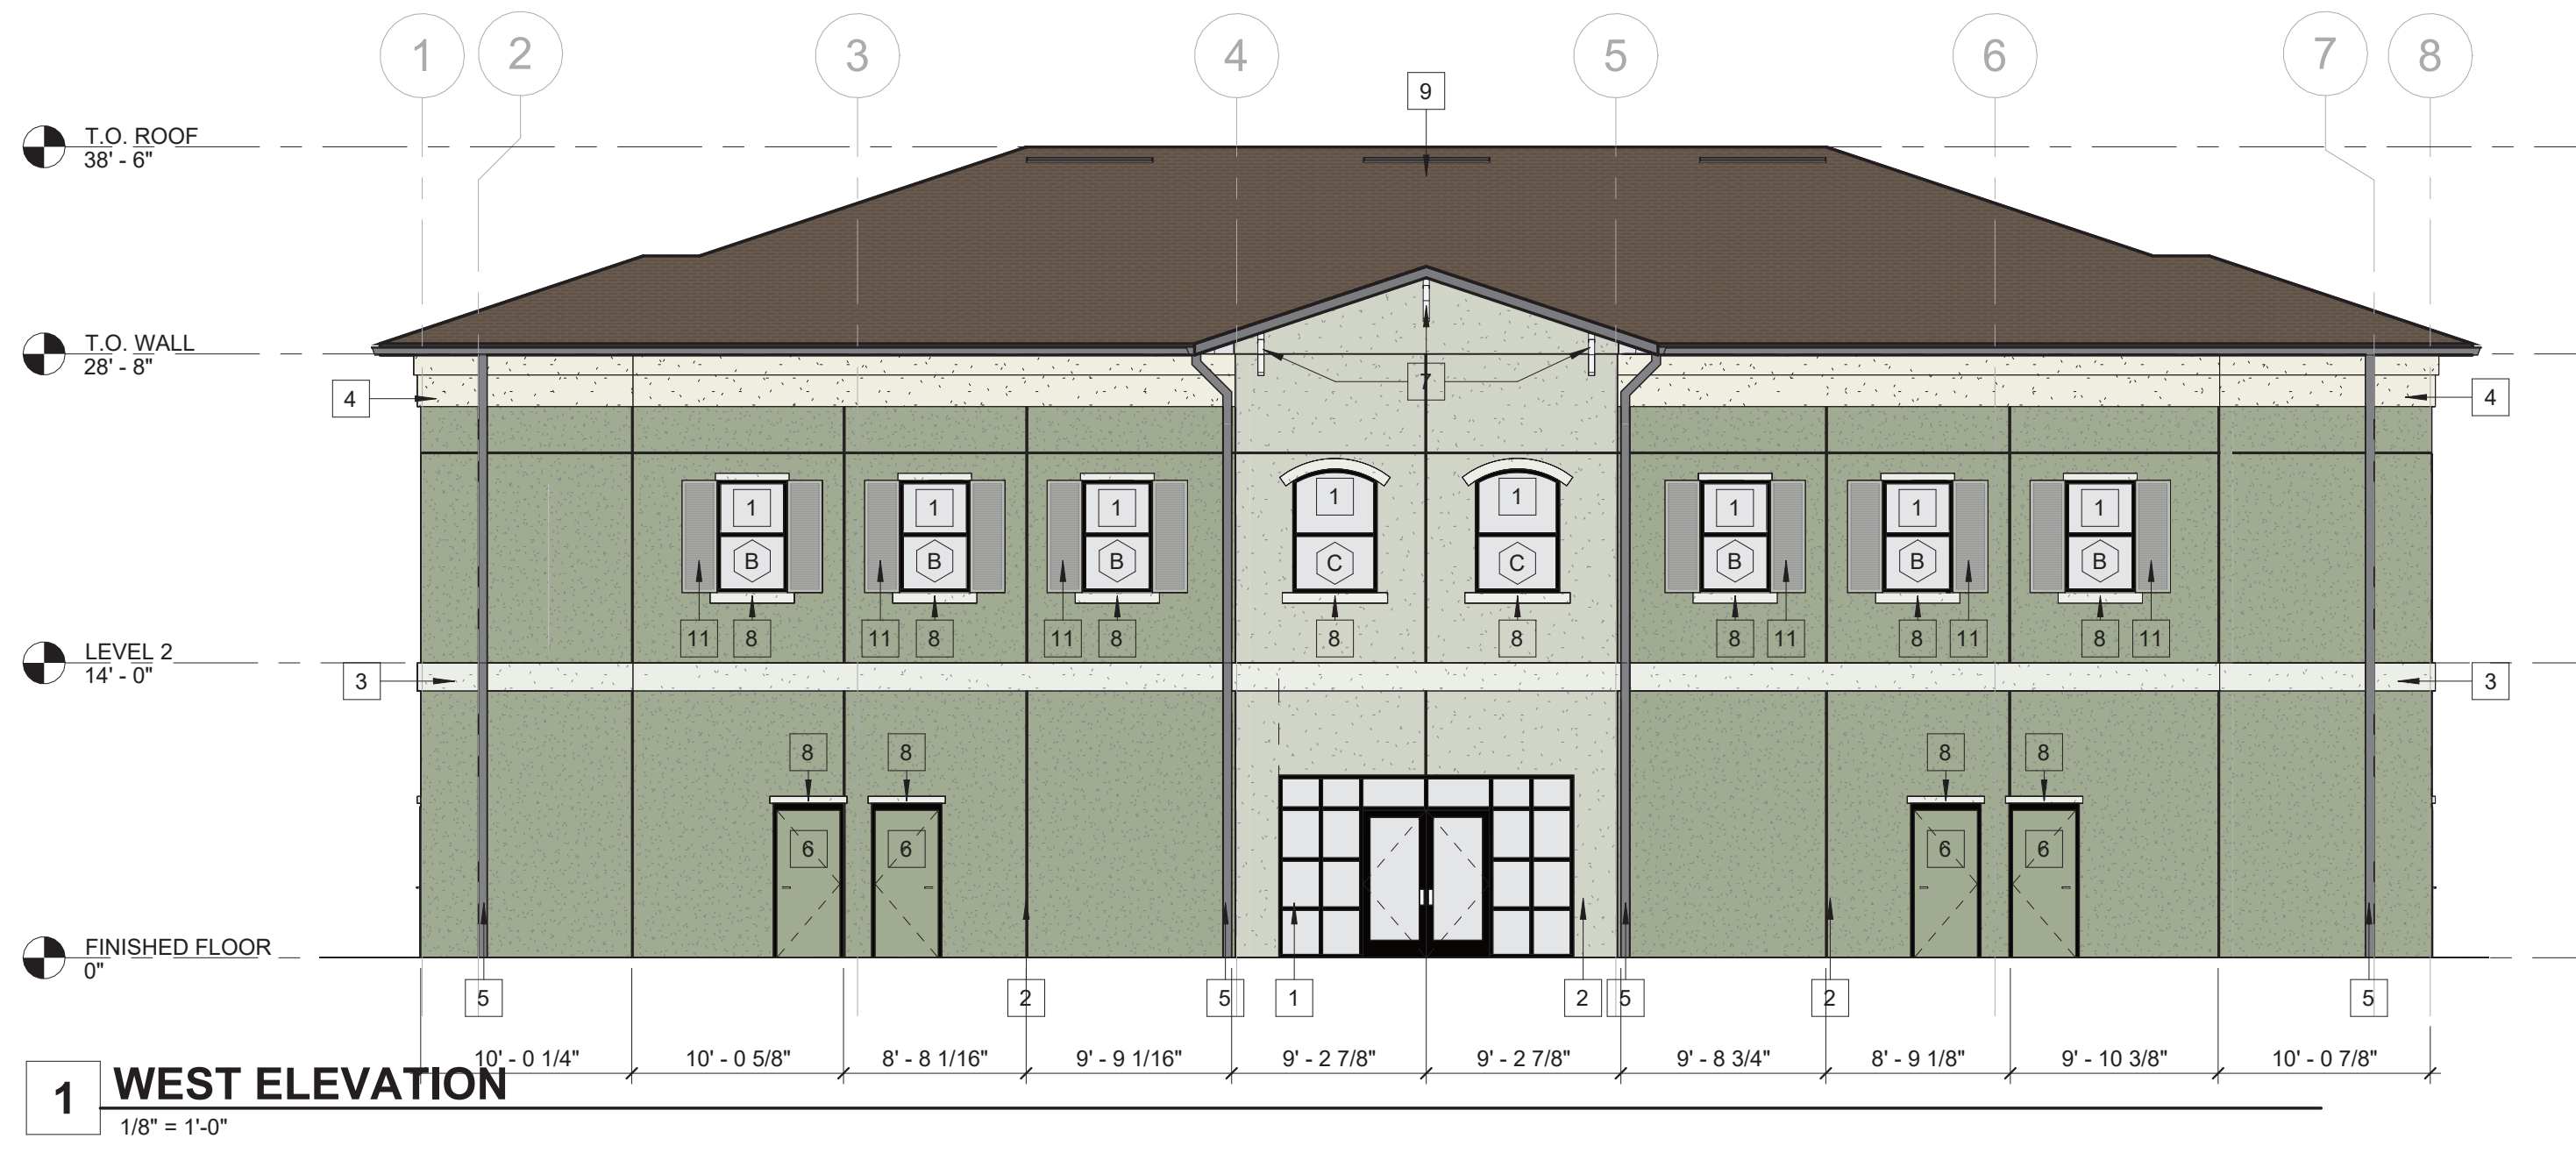 1 2 3 4 5 6 7 8
9
T.O. ROOF
38' - 6"
T.O. WALL
28' - 8"
7
4 4
1 1 1 1 1 1 1 1
B B B C C B B B
11 8 11 8 11 8 8 8 8 11 8 11 8 11
LEVEL 2
14' - 0"
3 3
8 8 8 8
6 6 6 6
FINISHED FLOOR
0"
5 2 5 1 2 5 2 5
10' - 0 1/4" 10' - 0 5/8" 8' - 8 1/16" 9' - 9 1/16" 9' - 2 7/8" 9' - 2 7/8" 9' - 8 3/4" 8' - 9 1/8" 9' - 10 3/8" 10' - 0 7/8"
1 WEST ELEVATION
1/8" = 1'-0"